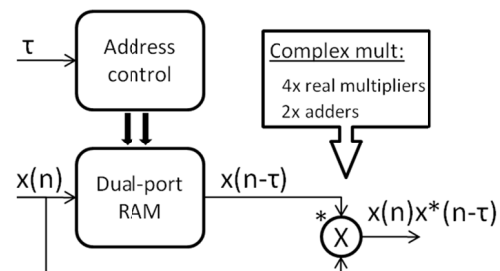 τ
Address
control
Complex mult:
4x real multipliers
2x adders
x(n)
Dual-port
RAM
x(n-τ)
*
X
x(n)x*(n-τ)